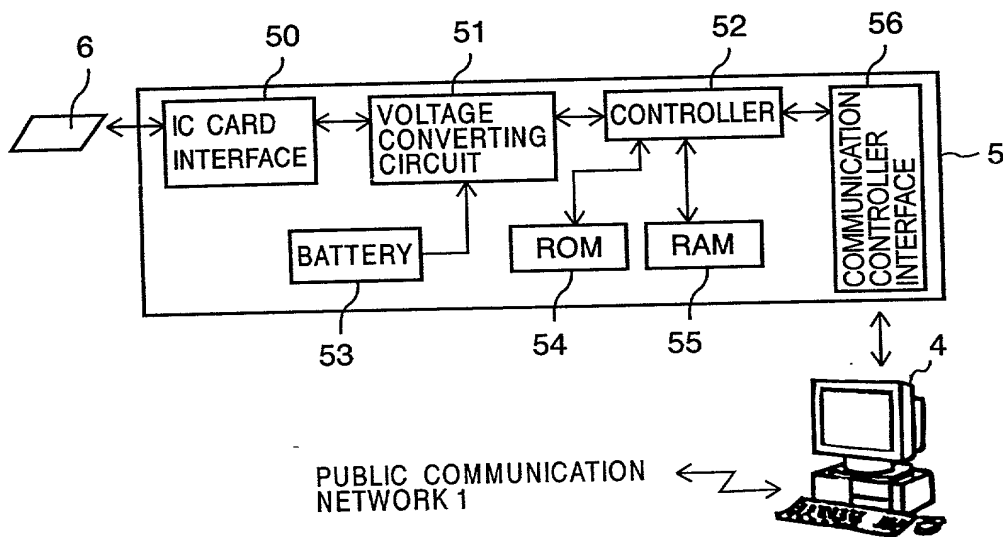 6
50
51
52
56
IC CARD
INTERFACE
VOLTAGE
CONVERTING
CIRCUIT
CONTROLLER
COMMUNICATION
CONTROLLER
INTERFACE
5
BATTERY
ROM
RAM
53
54
55
4
PUBLIC COMMUNICATION
NETWORK 1